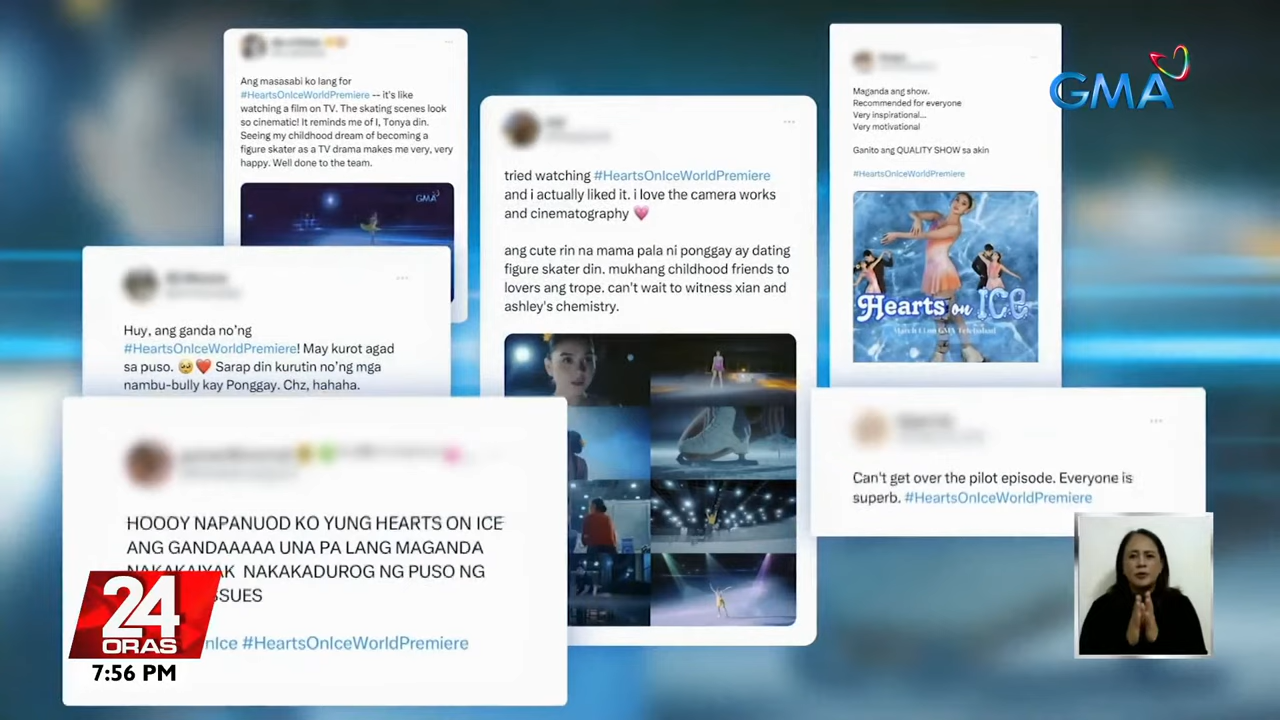 Ang masasabi ko lang for
#HeartsOnIceWorldPremiere -- it's like
watching a film on TV. The skating scenes look
so cinematic! It reminds me of I, Tonya din.
Seeing my childhood dream of becoming a
figure skater as a TV drama makes me very, very
happy. Well done to the team.
GMA
Huy, ang ganda no'ng
#HeartsOnIceWorldPremiere! May kurot agad
sa puso. 🥺❤️ Sarap din kurutin no'ng mga
nambu-bully kay Ponggay. Chz, hahaha.
HOOOY NAPANUOD KO YUNG HEARTS ON ICE
ANG GANDAAAAA UNA PA LANG MAGANDA
NAKAKAIYAK NAKAKADUROG NG PUSO NG
SSUES
nIce #HeartsOnIceWorldPremiere
tried watching #HeartsOnIceWorldPremiere
and i actually liked it. i love the camera works
and cinematography 💗
ang cute rin na mama pala ni ponggay ay dating
figure skater din. mukhang childhood friends to
lovers ang trope. can't wait to witness xian and
ashley's chemistry.
Maganda ang show.
Recommended for everyone
Very inspirational...
Very motivational
Ganito ang QUALITY SHOW sa akin
#HeartsOnIceWorldPremiere
Hearts on ICE
March 13 on GMA Telebabad
Can't get over the pilot episode. Everyone is
superb. #HeartsOnIceWorldPremiere
GMA
24
ORAS
7:56 PM